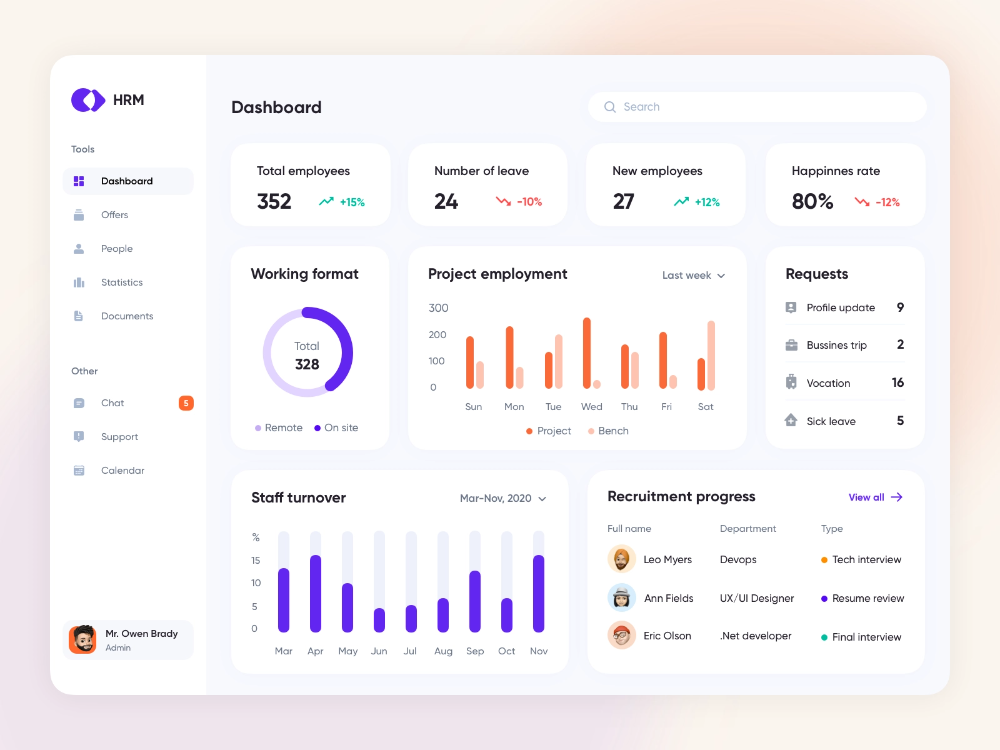 HRM
Tools
Dashboard
Offers
People
Statistics
Documents
Other
Chat 5
Support
Calendar
Mr. Owen Brady
Admin
Dashboard
Search
Total employees
352 +15%
Number of leave
24 -10%
New employees
27 +12%
Happinnes rate
80% -12%
Working format
Total
328
Remote On site
Project employment Last week
300
200
100
0
Sun Mon Tue Wed Thu Fri Sat
Project Bench
Requests
Profile update 9
Bussines trip 2
Vocation 16
Sick leave 5
Staff turnover Mar-Nov, 2020
%
15
10
5
0
Mar Apr May Jun Jul Aug Sep Oct Nov
Recruitment progress View all
Full name Department Type
Leo Myers Devops Tech interview
Ann Fields UX/UI Designer Resume review
Eric Olson .Net developer Final interview